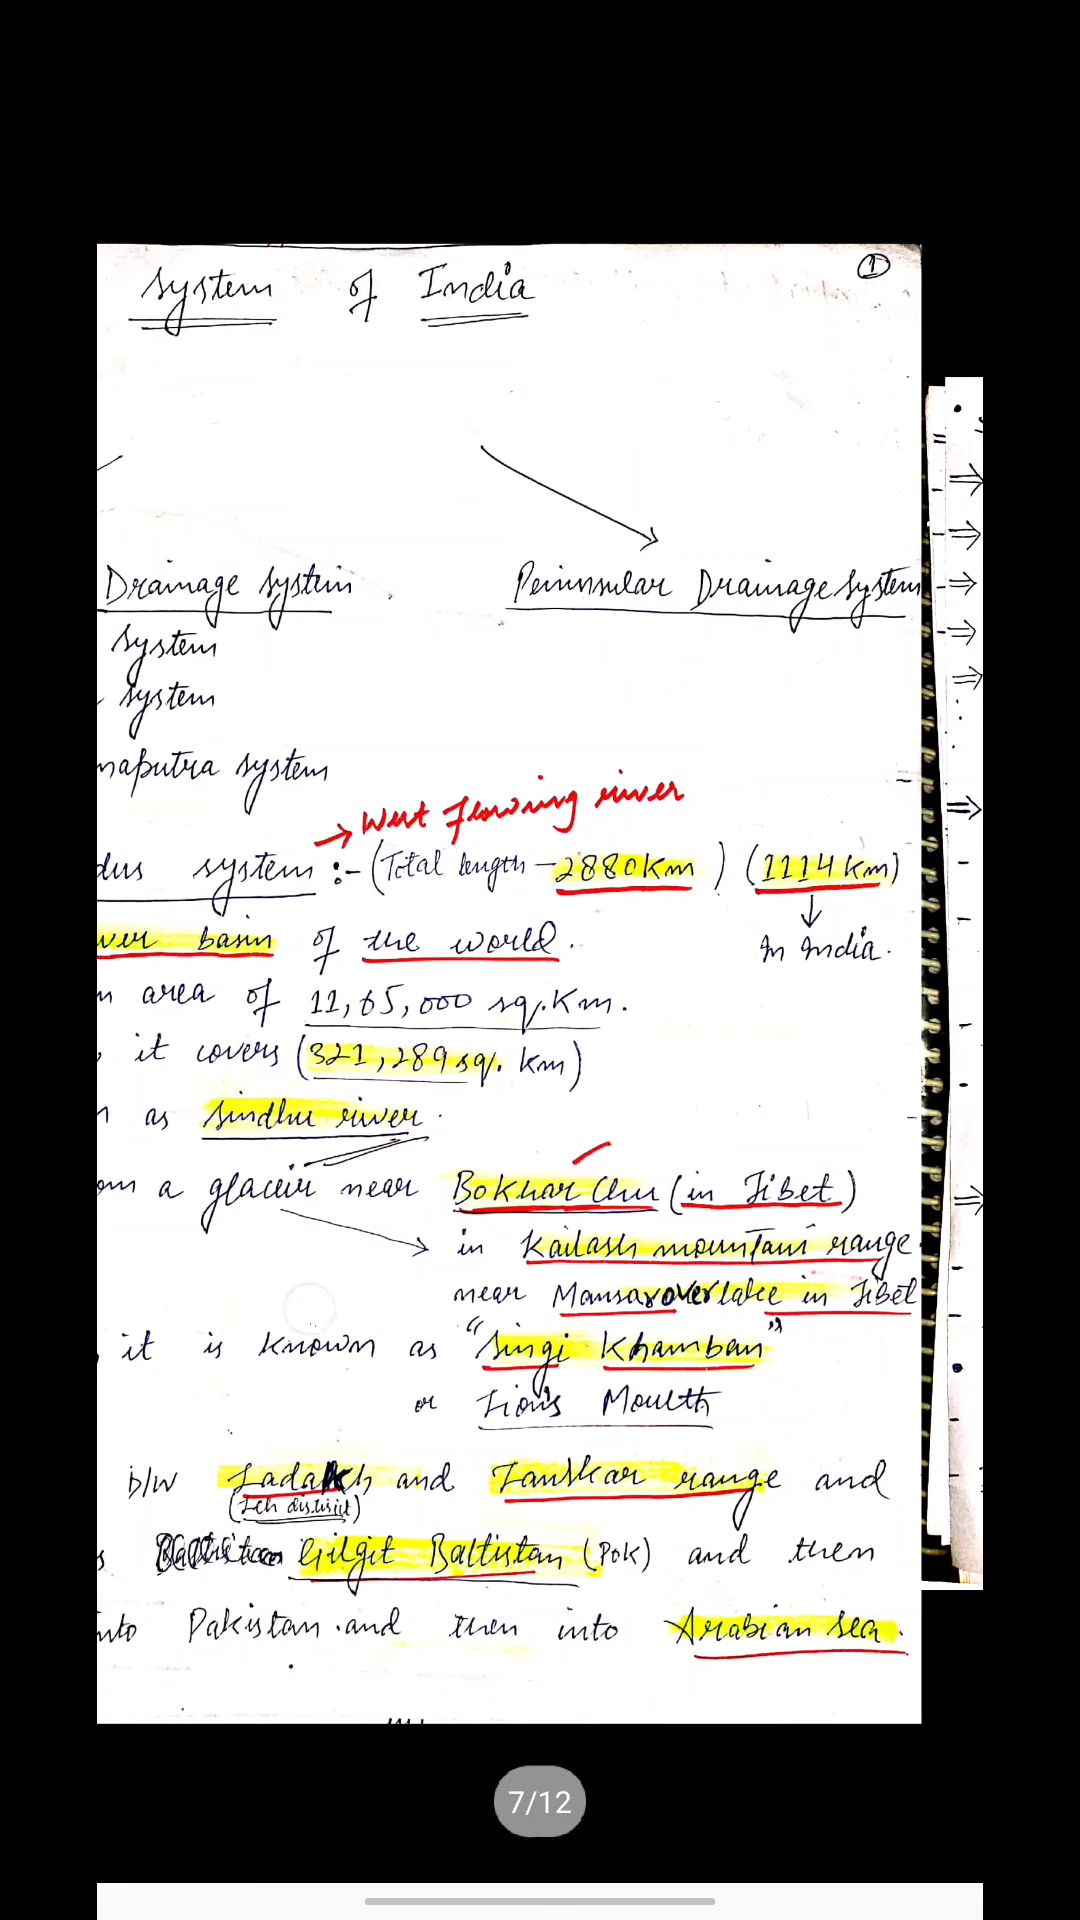 ①
System of India
Drainage System
Peninsular Drainage System
System
System
maputra System
→ West flowing river
dus System :- (Total length - 2880 Km) (1114 Km)
↓
In India.
ver basin of the world.
n area of 11,65,000 sq.Km.
it covers (321,289 sq. km)
n as Sindhu river.
om a glacier near Bokhar Chu (in Tibet)
→ in Kailash mountain range
near Mansarover lake in Tibet
it is known as "Singi Khamban"
or Lion's Mouth
b/w Ladakh and Zanskar range and
(Leh district)
s Gilgit Baltistan (POK) and then
nto Pakistan .and then into Arabian Sea.
7/12